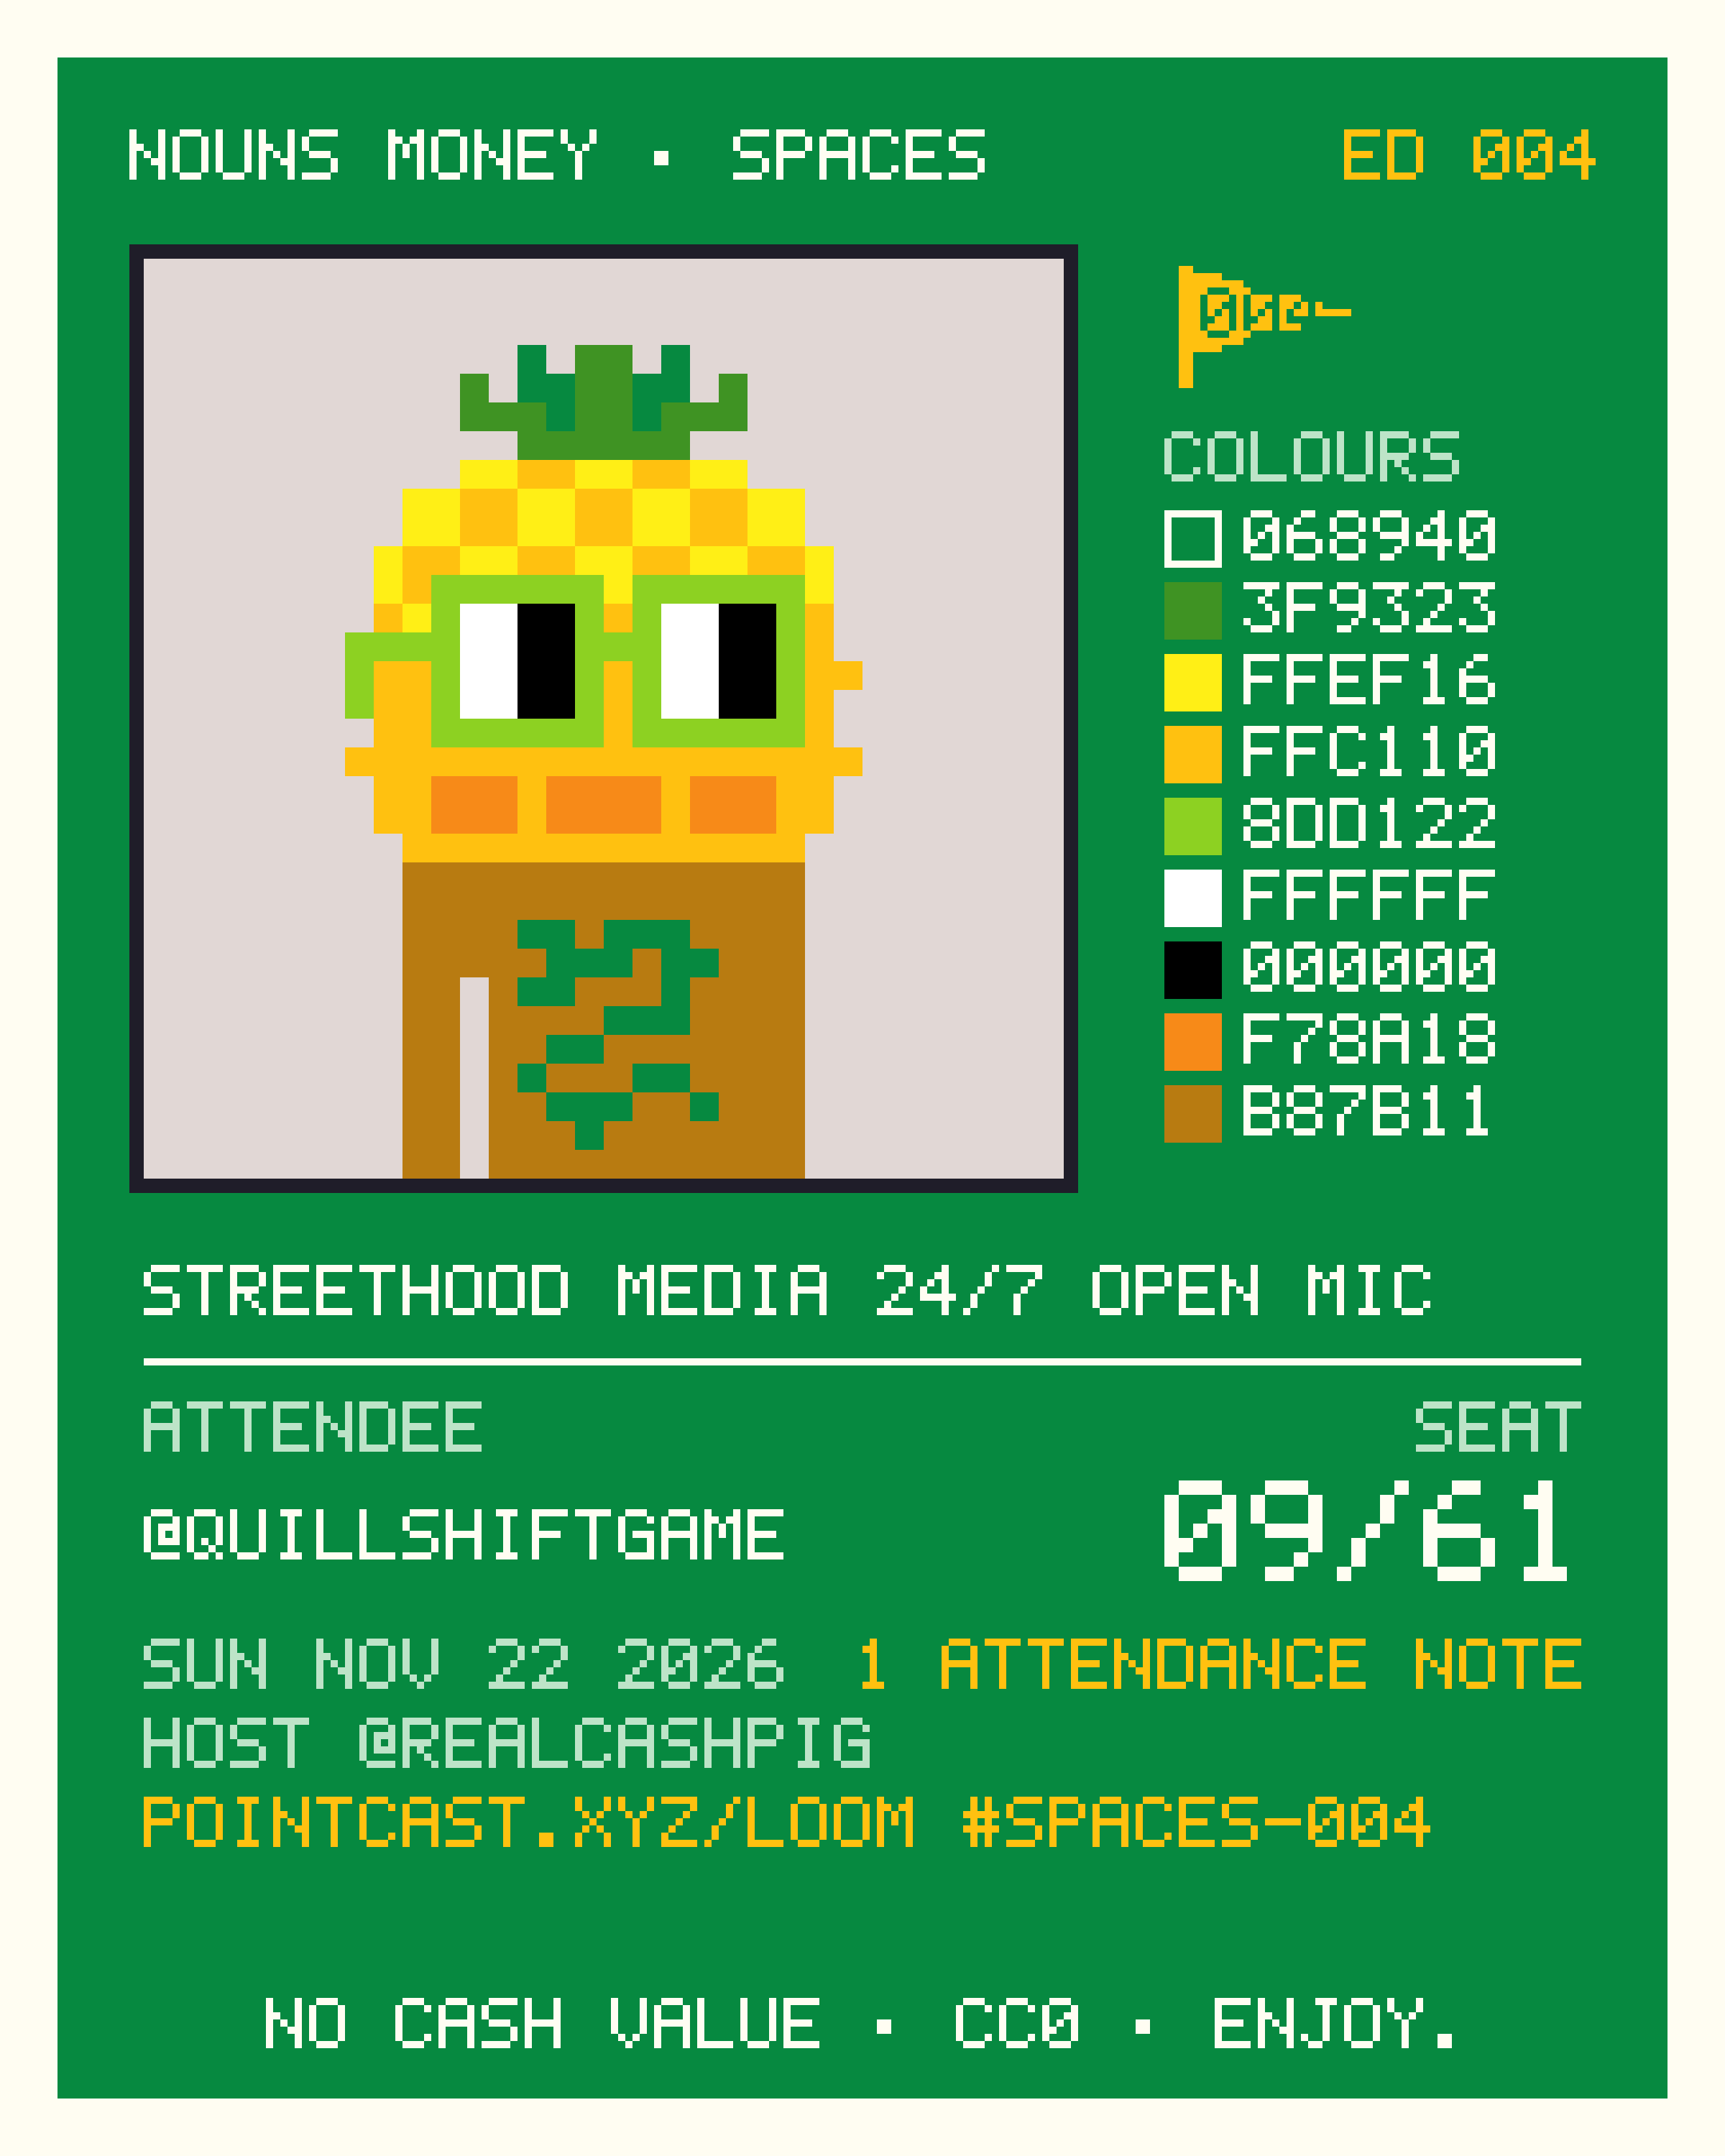 NOUNS MONEY · SPACES
ED 004
COLOURS
068940
3F9323
FFEF16
FFC110
8DD122
FFFFFF
000000
F78A18
B87B11
STREETHOOD MEDIA 24/7 OPEN MIC
ATTENDEE
SEAT
@QUILLSHIFTGAME
09/61
SUN NOV 22 2026
1 ATTENDANCE NOTE
HOST @REALCASHPIG
POINTCAST.XYZ/LOOM #SPACES-004
NO CASH VALUE · CC0 · ENJOY.